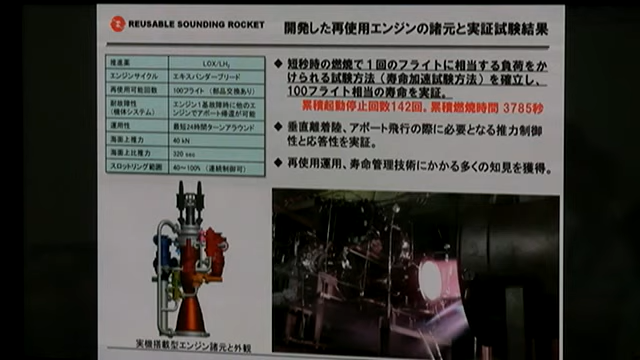 REUSABLE SOUNDING ROCKET
開発した再使用エンジンの諸元と実証試験結果
推進薬 LOX/LH2
エンジンサイクル エキスパンダーブリード
再使用可能回数 100フライト (部品交換あり)
耐故障性 エンジン1基故障時に他のエ
(機体システム) ンジンでアボート帰還が可能
運用性 最短24時間ターンアラウンド
海面上推力 40 kN
海面上比推力 320 sec
スロットリング範囲 40~100% (連続制御可)
実機搭載型エンジン諸元と外観
◆ 短秒時の燃焼で1回のフライトに相当する負荷をか
けられる試験方法(寿命加速試験方法)を確立し、
100フライト相当の寿命を実証。
累積起動停止回数142回。累積燃焼時間 3785秒
◆ 垂直離着陸、アボート飛行の際に必要となる推力制御
性と応答性を実証。
◆ 再使用運用、寿命管理技術にかかる多くの知見を獲得。